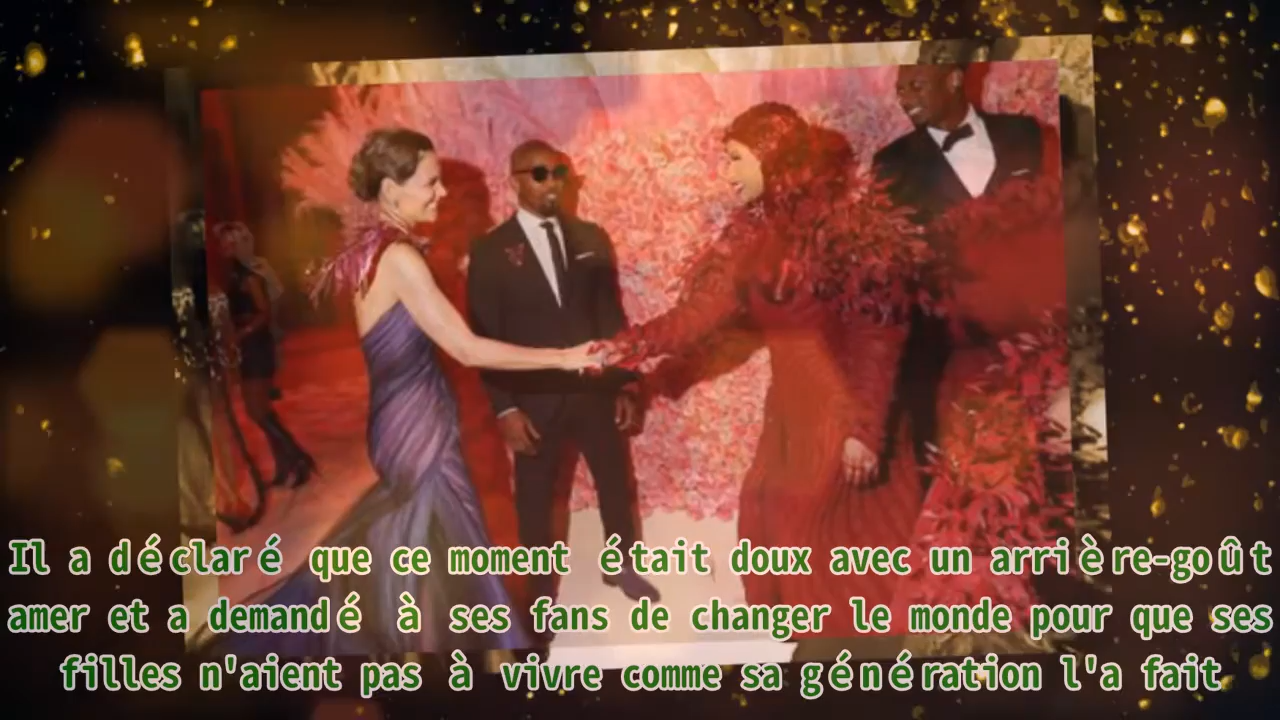 Il a déclaré que ce moment était doux avec un arrière-goût
amer et a demandé à ses fans de changer le monde pour que ses
filles n'aient pas à vivre comme sa génération l'a fait